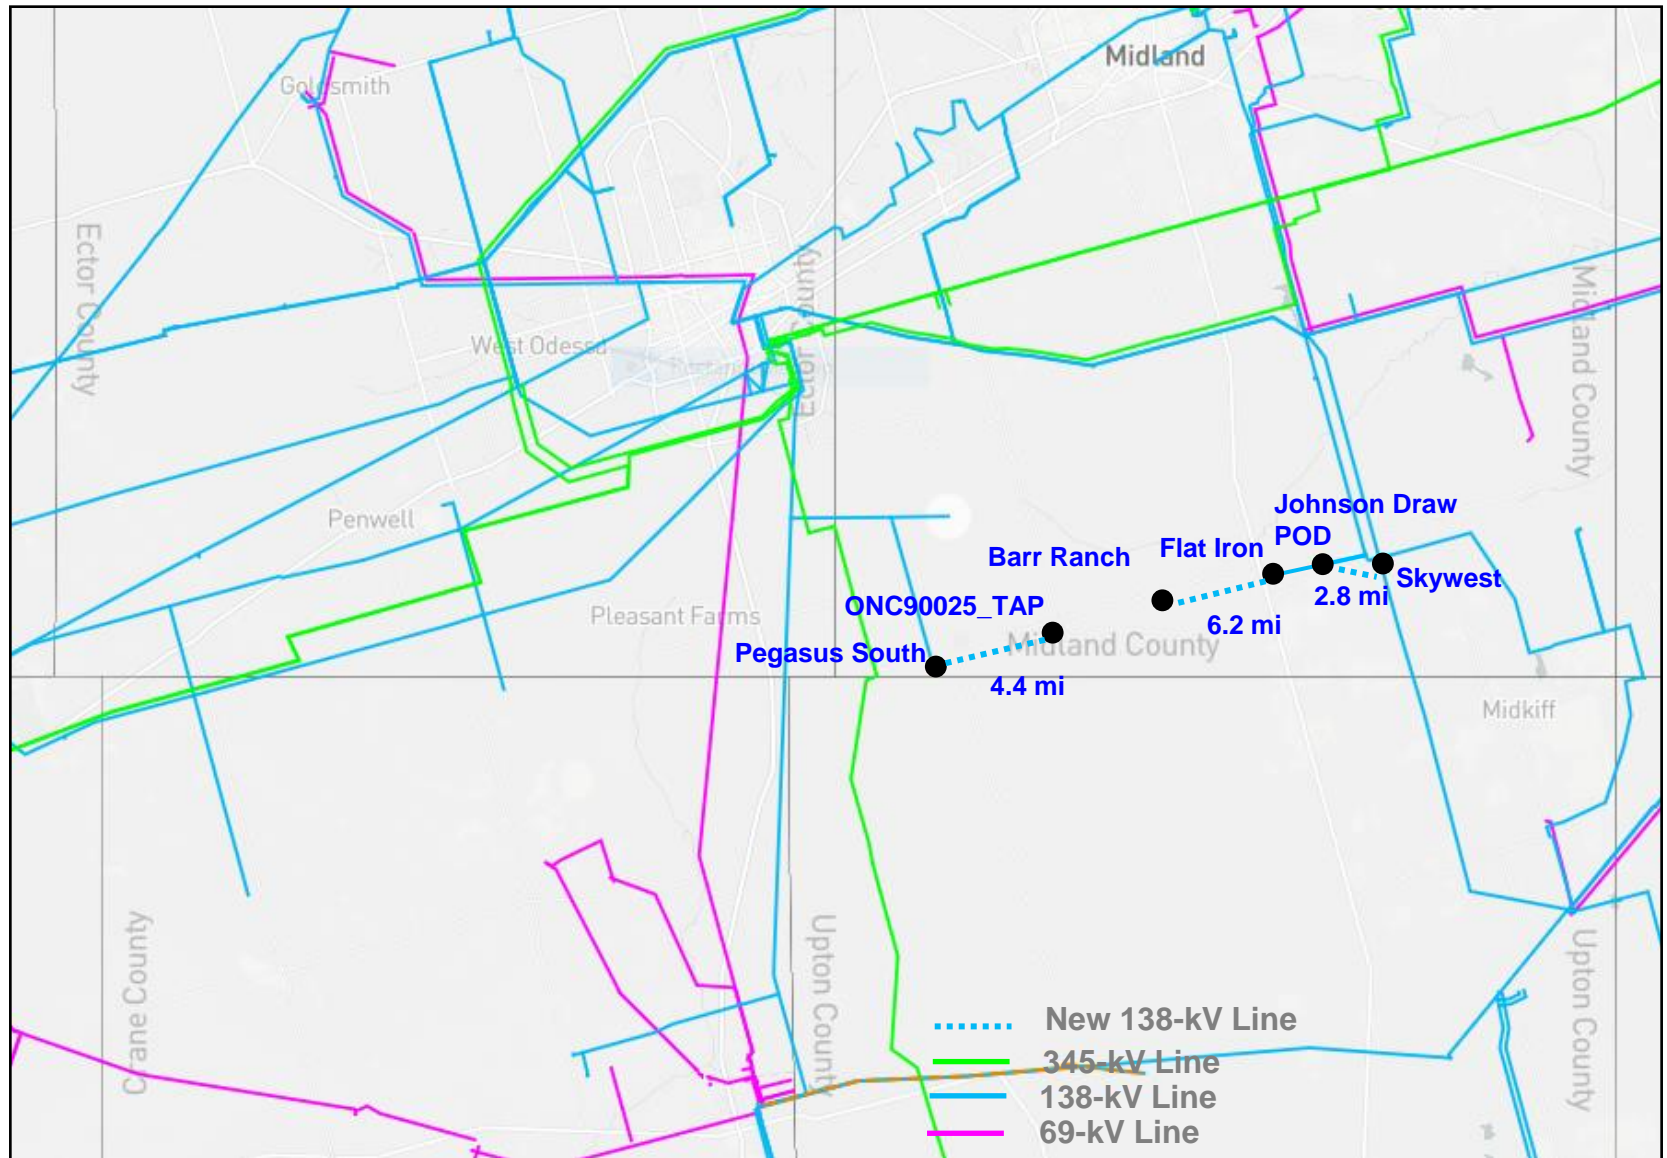 Midland
Goldsmith
Ector County
Ector County
Midland County
West Odessa
Penwell
Johnson Draw
POD
Flat Iron
Barr Ranch
Skywest
2.8 mi
ONC90025_TAP
6.2 mi
Pleasant Farms
Midland County
Pegasus South
4.4 mi
Midkiff
Crane County
Upton County
Upton County
New 138-kV Line
345-kV Line
138-kV Line
69-kV Line